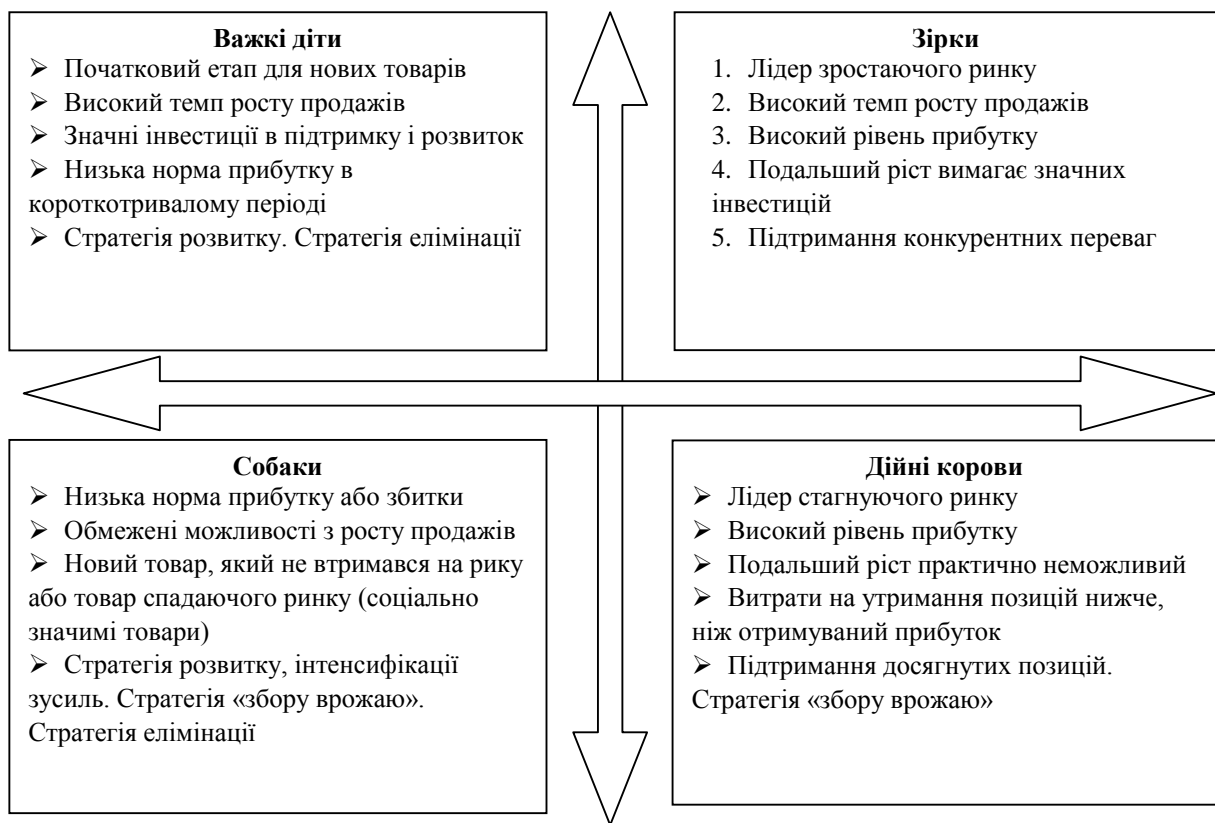 Важкі діти
➢ Початковий етап для нових товарів
➢ Високий темп росту продажів
➢ Значні інвестиції в підтримку і розвиток
➢ Низька норма прибутку в
короткотривалому періоді
➢ Стратегія розвитку. Стратегія елімінації
Зірки
1. Лідер зростаючого ринку
2. Високий темп росту продажів
3. Високий рівень прибутку
4. Подальший ріст вимагає значних
інвестицій
5. Підтримання конкурентних переваг
Собаки
➢ Низька норма прибутку або збитки
➢ Обмежені можливості з росту продажів
➢ Новий товар, який не втримався на рику
або товар спадаючого ринку (соціально
значимі товари)
➢ Стратегія розвитку, інтенсифікації
зусиль. Стратегія «збору врожаю».
Стратегія елімінації
Дійні корови
➢ Лідер стагнуючого ринку
➢ Високий рівень прибутку
➢ Подальший ріст практично неможливий
➢ Витрати на утримання позицій нижче,
ніж отримуваний прибуток
➢ Підтримання досягнутих позицій.
Стратегія «збору врожаю»